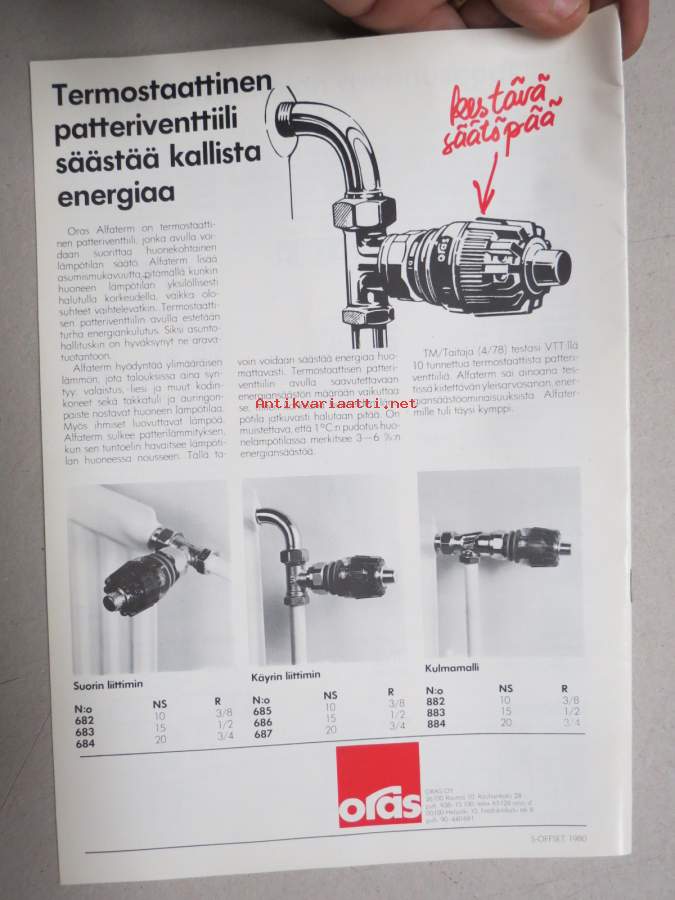 Termostaattinen
patteriventtiili
säästää kallista
energiaa
kestävä
säätöpää
oras
Oras Alfaterm on termostaatti-
nen patteriventtiili, jonka avulla voi-
daan suorittaa huonekohtainen
lämpötilan säätö. Alfaterm lisää
asumismukavuutta pitämällä kunkin
huoneen lämpötilan yksilöllisesti
halutulla korkeudella, vaikka olo-
suhteet vaihtelevatkin. Termostaatti-
sen patteriventtiilin avulla estetään
turha energiankulutus. Siksi asunto-
hallituskin on hyväksynyt ne arava-
tuotantoon.
Alfaterm hyödyntää ylimääräisen
lämmön, jota talouksissa aina syn-
tyy: valaistus, liesi ja muut kodin-
koneet sekä takkatuli ja auringon-
paiste nostavat huoneen lämpötilaa.
Myös ihmiset luovuttavat lämpöä.
Alfaterm sulkee patterilämmityksen,
kun sen tuntelin havaitsee lämpöti-
lan huoneessa nousseen. Tällä ta-
voin voidaan säästää energiaa huo-
mattavasti. Termostaattisen patteri-
venttiilin avulla saavutettavaan
energiansäästön määrään vaikuttaa
se,
pötila jatkuvasti halutaan pitää. On
muistettava, että 1°C:n pudotus huo-
nelämpötilassa merkitsee 3—6 %:n
energiansäästöä.
TM/Taitaja (4/78) testasi VTT:llä
10 tunnettua termostaattista patteri-
venttiiliä. Alfaterm sai ainoana tes-
tissä kiitettävän yleisarvosanan, ener-
giansäästöominaisuuksista Alfater-
mille tuli täysi kymppi.
Antikvariaatti.net
Suorin liittimin
N:o NS R
682 10 3/8
683 15 1/2
684 20 3/4
Käyrin liittimin
N:o NS R
685 10 3/8
686 15 1/2
687 20 3/4
Kulmamalli
N:o NS R
882 10 3/8
883 15 1/2
884 20 3/4
oras
ORAS OY
S-OFFSET 1980